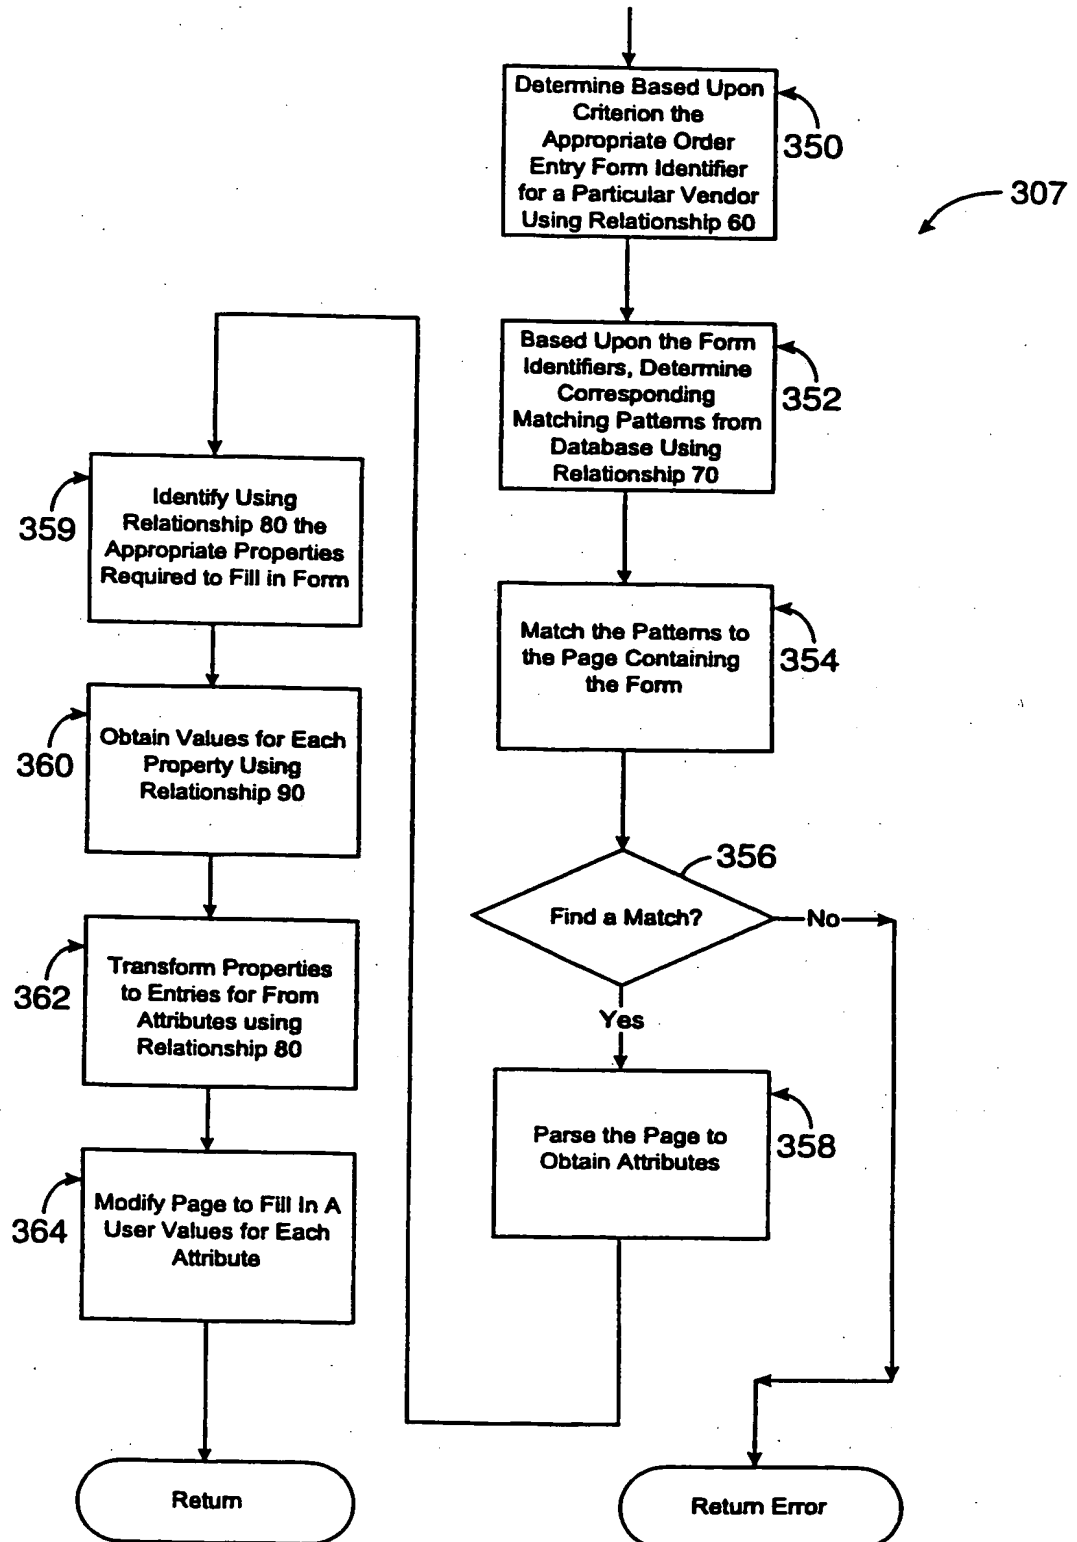 Determine Based Upon
Criterion the
Appropriate Order
Entry Form Identifier
for a Particular Vendor
Using Relationship 60
350
307
Based Upon the Form
Identifiers, Determine
Corresponding
Matching Patterns from
Database Using
Relationship 70
352
Match the Patterns to
the Page Containing
the Form
354
Find a Match?
356
No
Yes
Parse the Page to
Obtain Attributes
358
Return Error
Identify Using
Relationship 80 the
Appropriate Properties
Required to Fill in Form
359
Obtain Values for Each
Property Using
Relationship 90
360
Transform Properties
to Entries for From
Attributes using
Relationship 80
362
Modify Page to Fill In A
User Values for Each
Attribute
364
Return